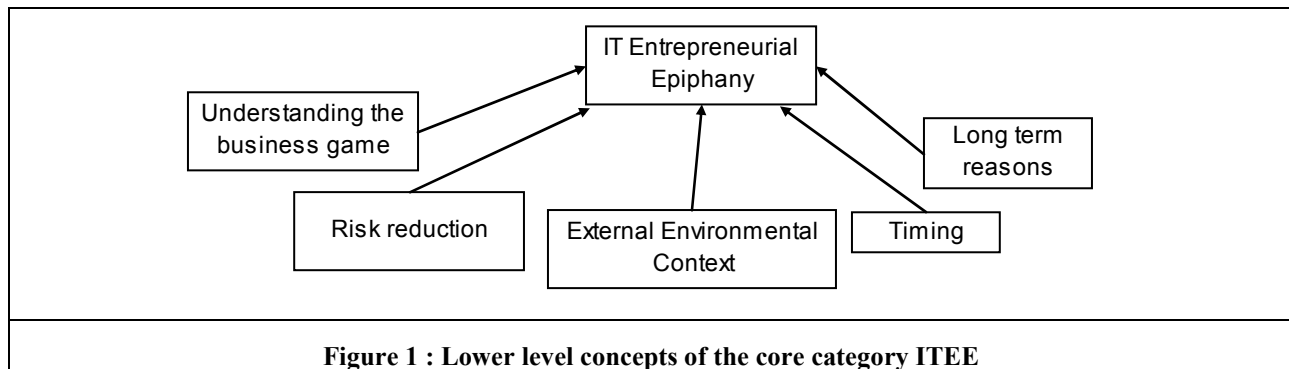 IT Entrepreneurial
Epiphany
Understanding the
business game
Long term
reasons
Risk reduction
External Environmental
Context
Timing
Figure 1 : Lower level concepts of the core category ITEE